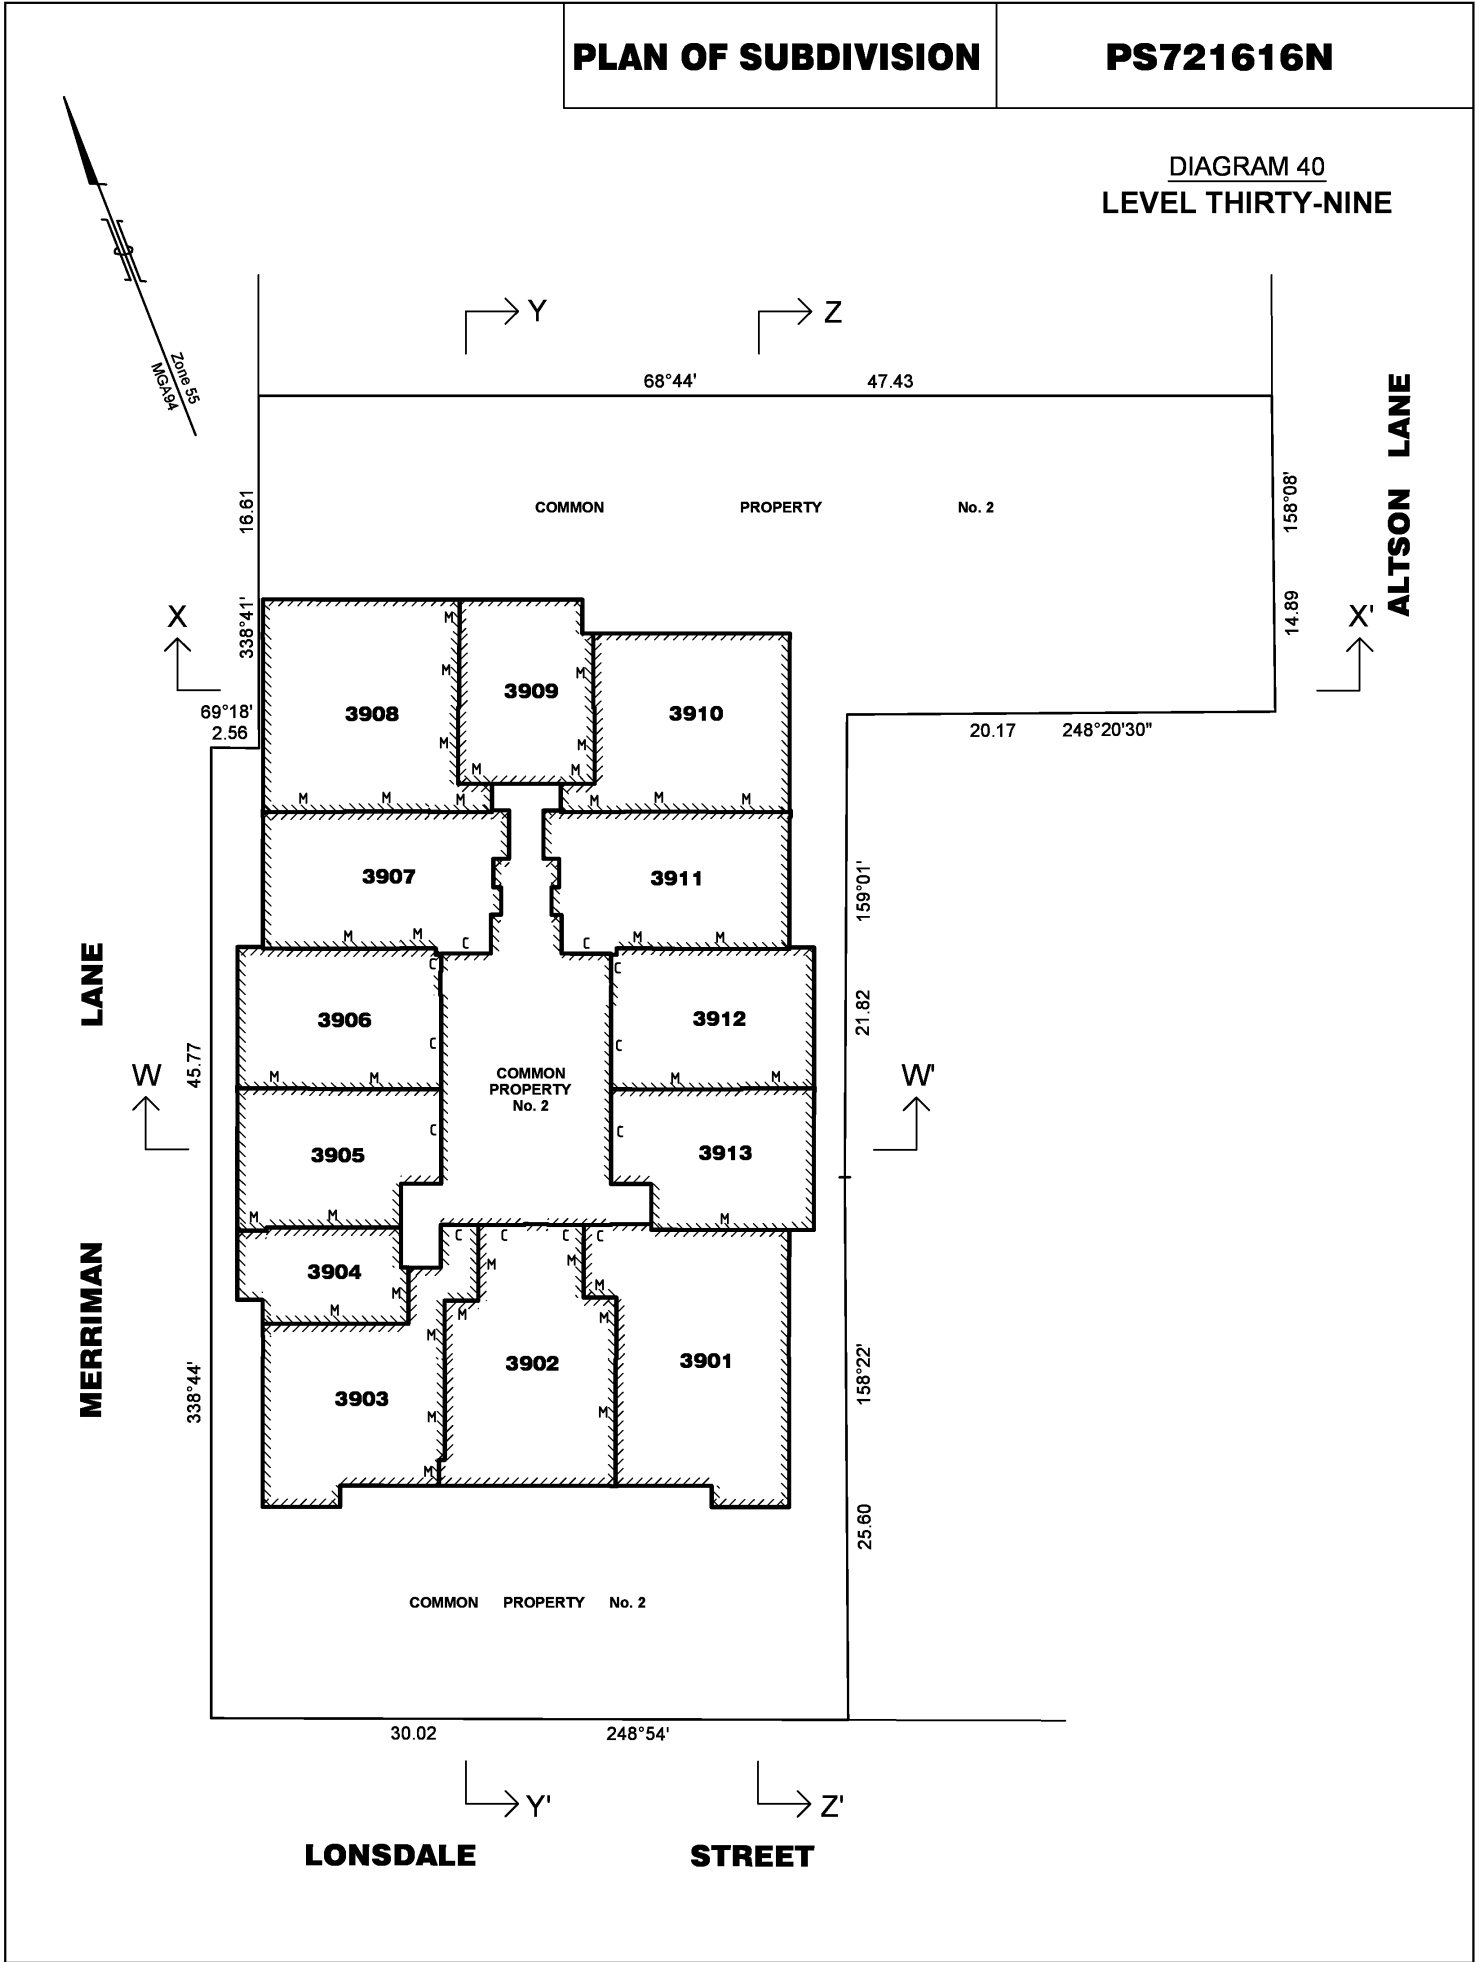 PLAN OF SUBDIVISION
PS721616N
DIAGRAM 40
LEVEL THIRTY-NINE
Zone 55
MGA94
Y
Z
68°44'
47.43
ALTSON LANE
16.61
338°41'
COMMON PROPERTY No. 2
158°08'
14.89
X
X'
69°18'
2.56
20.17
248°20'30"
3908
M
M
M
M
M
M
3909
M
M
M
M
3910
M
M
M
3907
M
M
C
3911
C
M
M
159°01'
21.82
3906
C
C
M
M
3912
C
C
M
M
COMMON
PROPERTY
No. 2
MERRIMAN LANE
45.77
338°44'
W
W'
3905
C
M
M
3913
C
M
3904
M
M
3903
C
M
M
M
3902
C
C
M
M
M
M
M
3901
C
M
158°22'
25.60
COMMON PROPERTY No. 2
30.02
248°54'
Y'
Z'
LONSDALE STREET